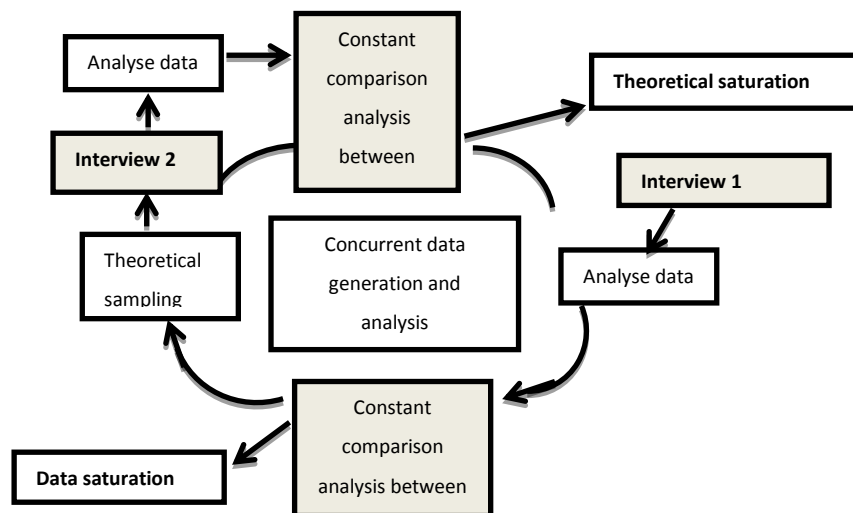 Constant
comparison
analysis
between
Analyse data
Theoretical saturation
Interview 2
Interview 1
Theoretical
sampling
Concurrent data
generation and
analysis
Analyse data
Constant
comparison
analysis between
Data saturation